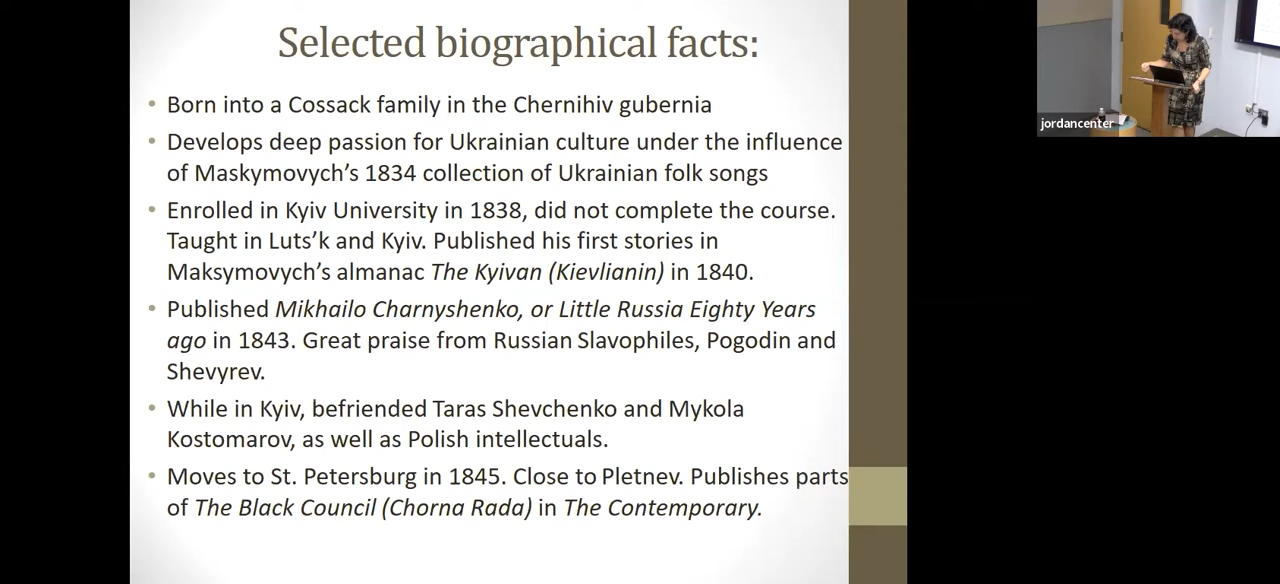 Selected biographical facts:
• Born into a Cossack family in the Chernihiv gubernia
• Develops deep passion for Ukrainian culture under the influence
of Maskymovych’s 1834 collection of Ukrainian folk songs
• Enrolled in Kyiv University in 1838, did not complete the course.
Taught in Luts’k and Kyiv. Published his first stories in
Maksymovych’s almanac The Kyivan (Kievlianin) in 1840.
• Published Mikhailo Charnyshenko, or Little Russia Eighty Years
ago in 1843. Great praise from Russian Slavophiles, Pogodin and
Shevyrev.
• While in Kyiv, befriended Taras Shevchenko and Mykola
Kostomarov, as well as Polish intellectuals.
• Moves to St. Petersburg in 1845. Close to Pletnev. Publishes parts
of The Black Council (Chorna Rada) in The Contemporary.
jordancenter